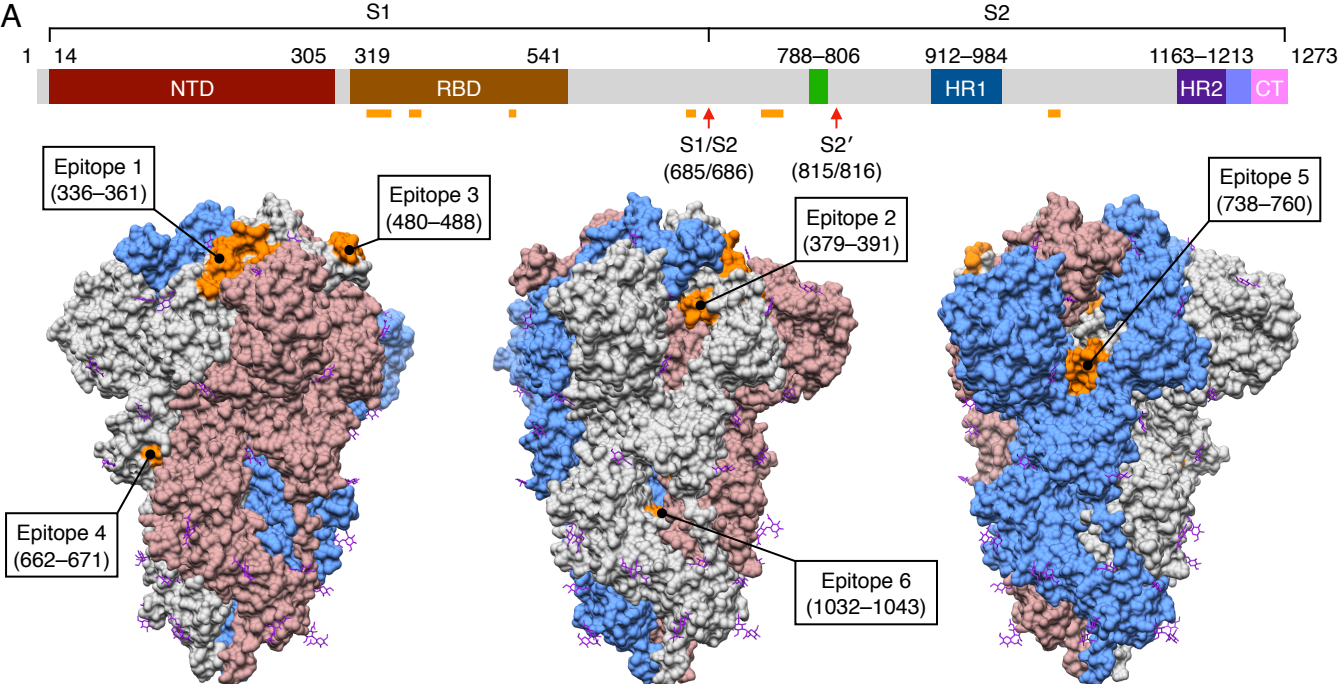 A
S1 S2
1 14 305 319 541 788–806 912–984 1163–1213 1273
NTD RBD HR1 HR2 CT
S1/S2 S2′
(685/686) (815/816)
Epitope 1
(336–361)
Epitope 3
(480–488)
Epitope 2
(379–391)
Epitope 5
(738–760)
Epitope 4
(662–671)
Epitope 6
(1032–1043)